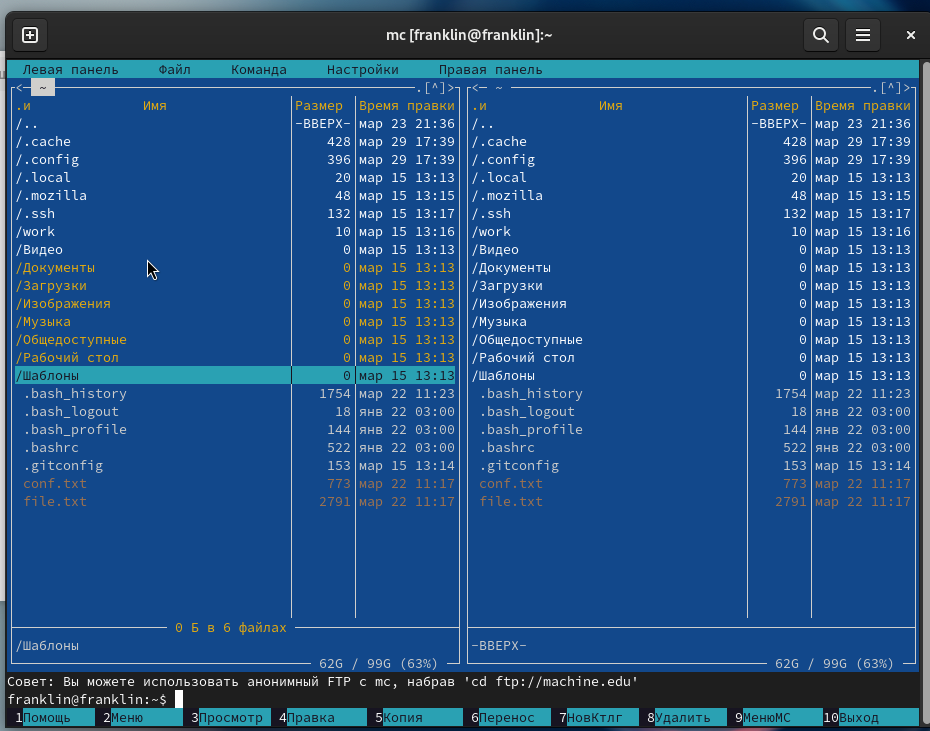 mc [franklin@franklin]:~
Левая панель Файл Команда Настройки Правая панель
<─ ~ .[^]> <─ ~ .[^]>
.и Имя Размер Время правки .и Имя Размер Время правки
/.. -ВВЕРХ- мар 23 21:36 /.. -ВВЕРХ- мар 23 21:36
/.cache 428 мар 29 17:39 /.cache 428 мар 29 17:39
/.config 396 мар 29 17:39 /.config 396 мар 29 17:39
/.local 20 мар 15 13:13 /.local 20 мар 15 13:13
/.mozilla 48 мар 15 13:15 /.mozilla 48 мар 15 13:15
/.ssh 132 мар 15 13:17 /.ssh 132 мар 15 13:17
/work 10 мар 15 13:16 /work 10 мар 15 13:16
/Видео 0 мар 15 13:13 /Видео 0 мар 15 13:13
/Документы 0 мар 15 13:13 /Документы 0 мар 15 13:13
/Загрузки 0 мар 15 13:13 /Загрузки 0 мар 15 13:13
/Изображения 0 мар 15 13:13 /Изображения 0 мар 15 13:13
/Музыка 0 мар 15 13:13 /Музыка 0 мар 15 13:13
/Общедоступные 0 мар 15 13:13 /Общедоступные 0 мар 15 13:13
/Рабочий стол 0 мар 15 13:13 /Рабочий стол 0 мар 15 13:13
/Шаблоны 0 мар 15 13:13 /Шаблоны 0 мар 15 13:13
.bash_history 1754 мар 22 11:23 .bash_history 1754 мар 22 11:23
.bash_logout 18 янв 22 03:00 .bash_logout 18 янв 22 03:00
.bash_profile 144 янв 22 03:00 .bash_profile 144 янв 22 03:00
.bashrc 522 янв 22 03:00 .bashrc 522 янв 22 03:00
.gitconfig 153 мар 15 13:14 .gitconfig 153 мар 15 13:14
conf.txt 773 мар 22 11:17 conf.txt 773 мар 22 11:17
file.txt 2791 мар 22 11:17 file.txt 2791 мар 22 11:17
0 Б в 6 файлах
/Шаблоны -ВВЕРХ-
62G / 99G (63%) 62G / 99G (63%)
Совет: Вы можете использовать анонимный FTP с mc, набрав 'cd ftp://machine.edu'
franklin@franklin:~$
1Помощь 2Меню 3Просмотр 4Правка 5Копия 6Перенос 7НовКтлг 8Удалить 9МенюМС 10Выход